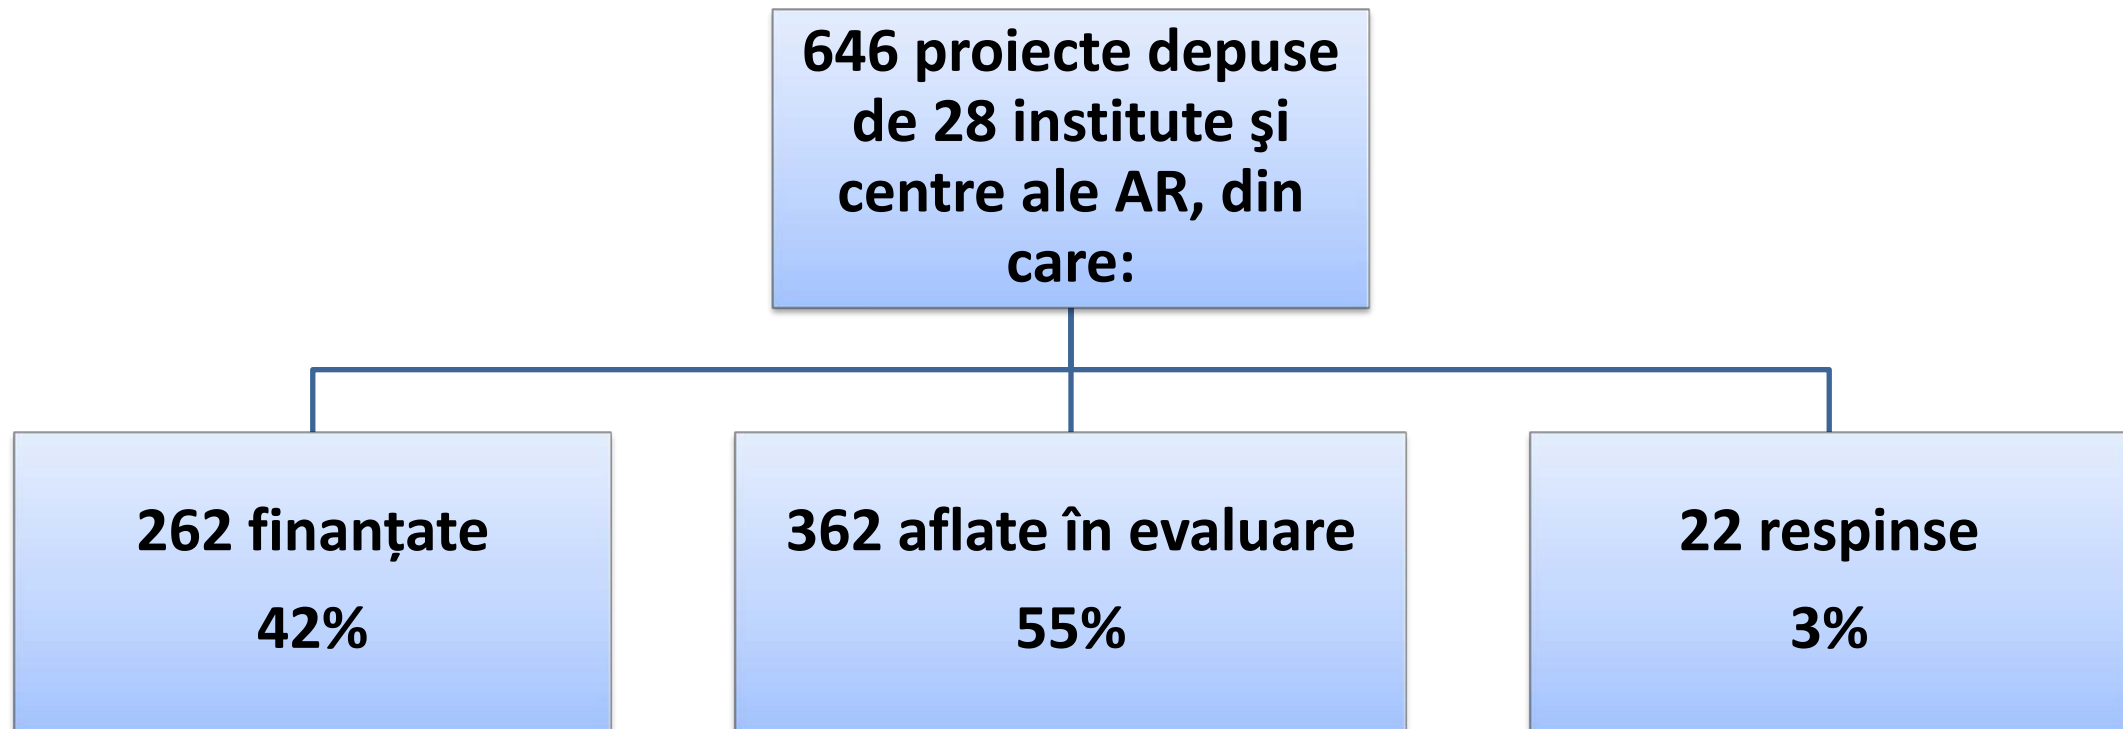 646 proiecte depuse
de 28 institute şi
centre ale AR, din
care:
262 finanțate
42%
362 aflate în evaluare
55%
22 respinse
3%